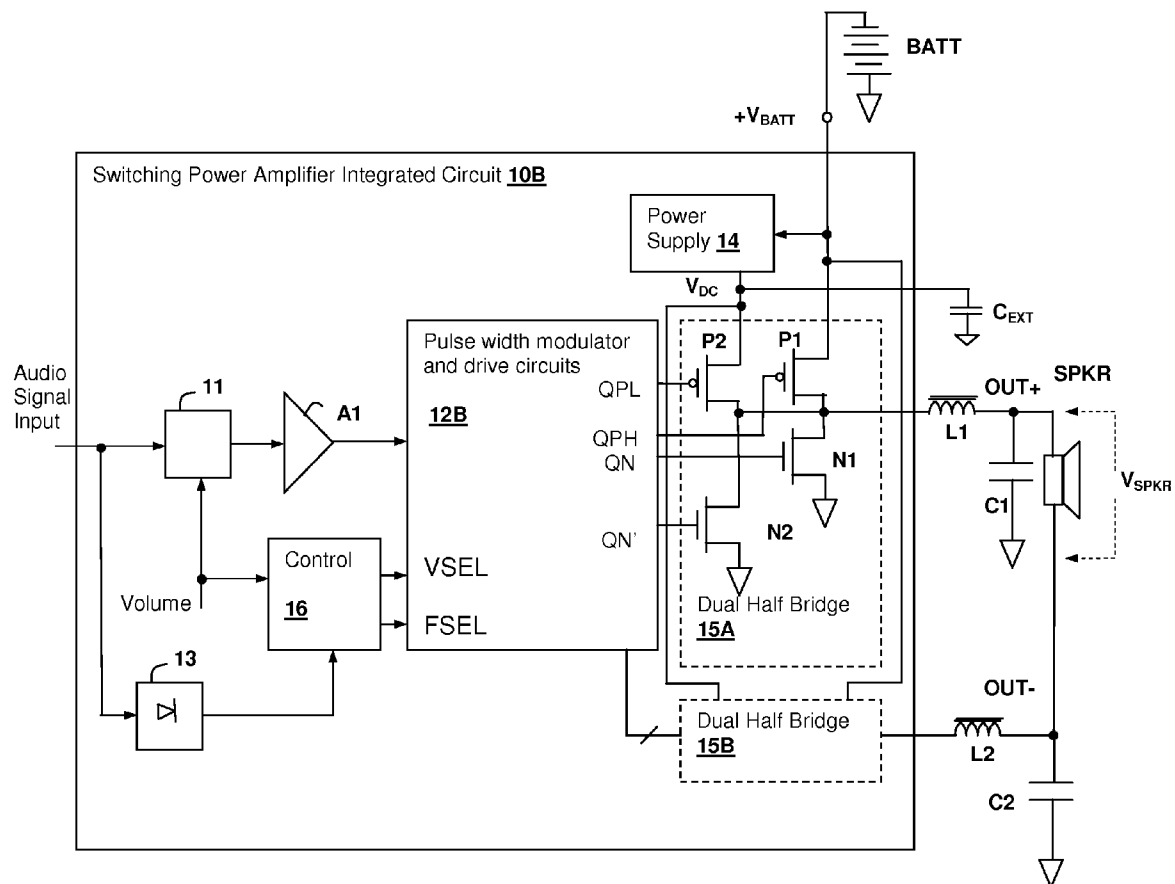 BATT
+VBATT
Switching Power Amplifier Integrated Circuit 10B
Power
Supply 14
VDC
CEXT
Pulse width modulator
and drive circuits
12B
P2
P1
QPL
QPH
QN
QN'
VSEL
FSEL
N1
N2
Dual Half Bridge
15A
Dual Half Bridge
15B
Audio
Signal
Input
11
A1
Volume
Control
16
13
OUT+
SPKR
L1
C1
VSPKR
OUT-
L2
C2